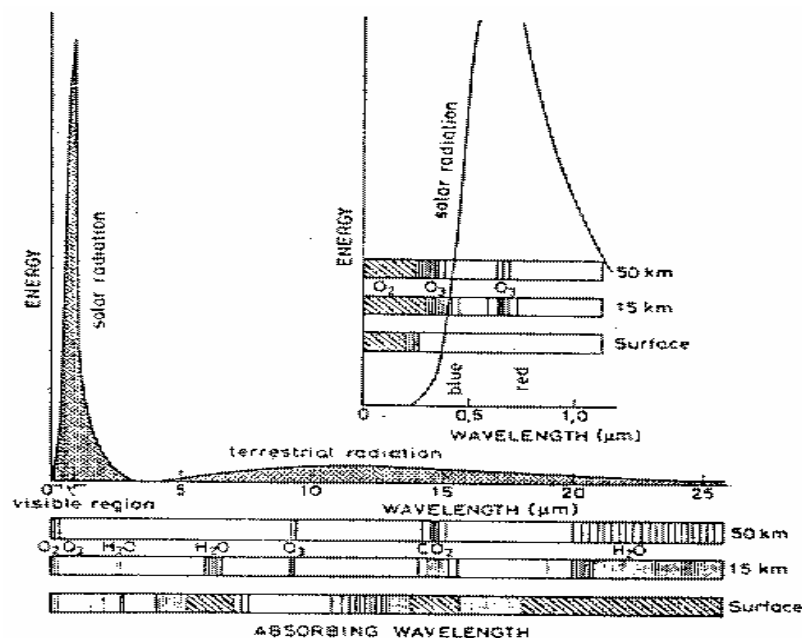 ENERGY
solar radiation
ENERGY
solar radiation
50 km
O₂ O₃ O₃
15 km
Surface
blue
red
0 0,5 1,0
WAVELENGTH (μm)
terrestrial radiation
0 1 5 10 15 20 25
visible region
WAVELENGTH (μm)
50 km
O₂ O₃ H₂O H₂O O₃ CO₂ H₂O
15 km
Surface
ABSORBING WAVELENGTH